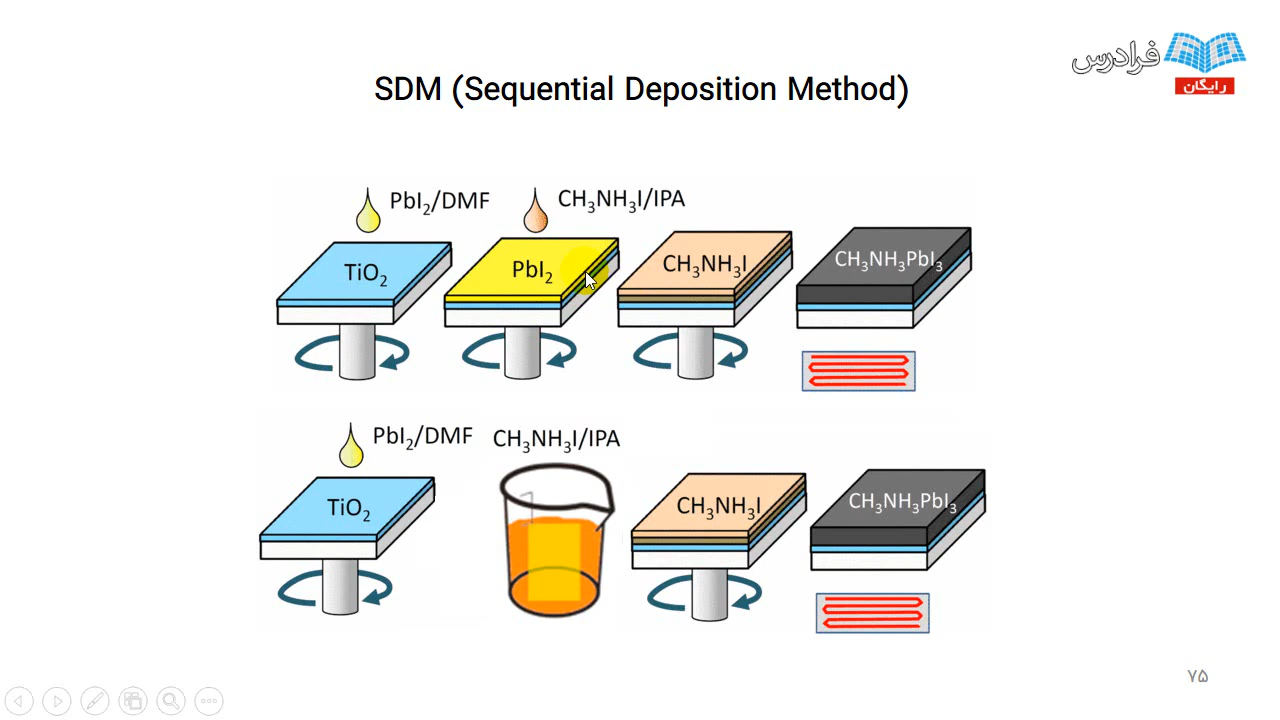 فرادرس
رایگان
SDM (Sequential Deposition Method)
PbI₂/DMF
CH₃NH₃I/IPA
TiO₂
PbI₂
CH₃NH₃I
CH₃NH₃PbI₃
PbI₂/DMF
CH₃NH₃I/IPA
TiO₂
CH₃NH₃I
CH₃NH₃PbI₃
۷۵